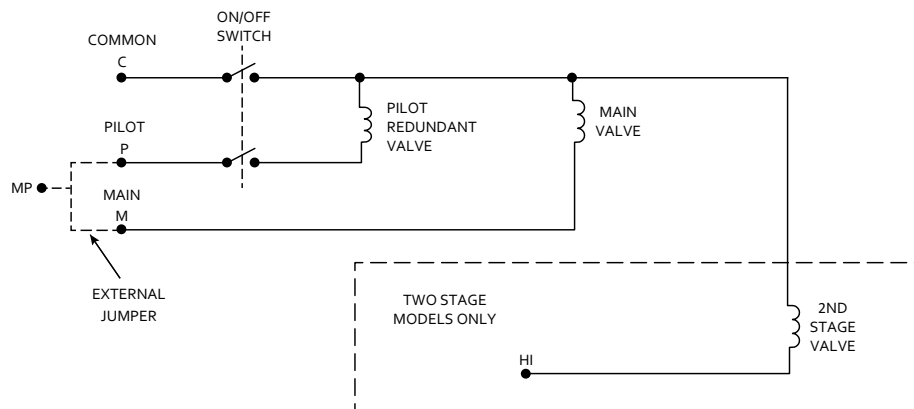 ON/OFF
SWITCH
COMMON
C
PILOT
REDUNDANT
VALVE
MAIN
VALVE
PILOT
P
MP
MAIN
M
EXTERNAL
JUMPER
TWO STAGE
MODELS ONLY
2ND
STAGE
VALVE
HI